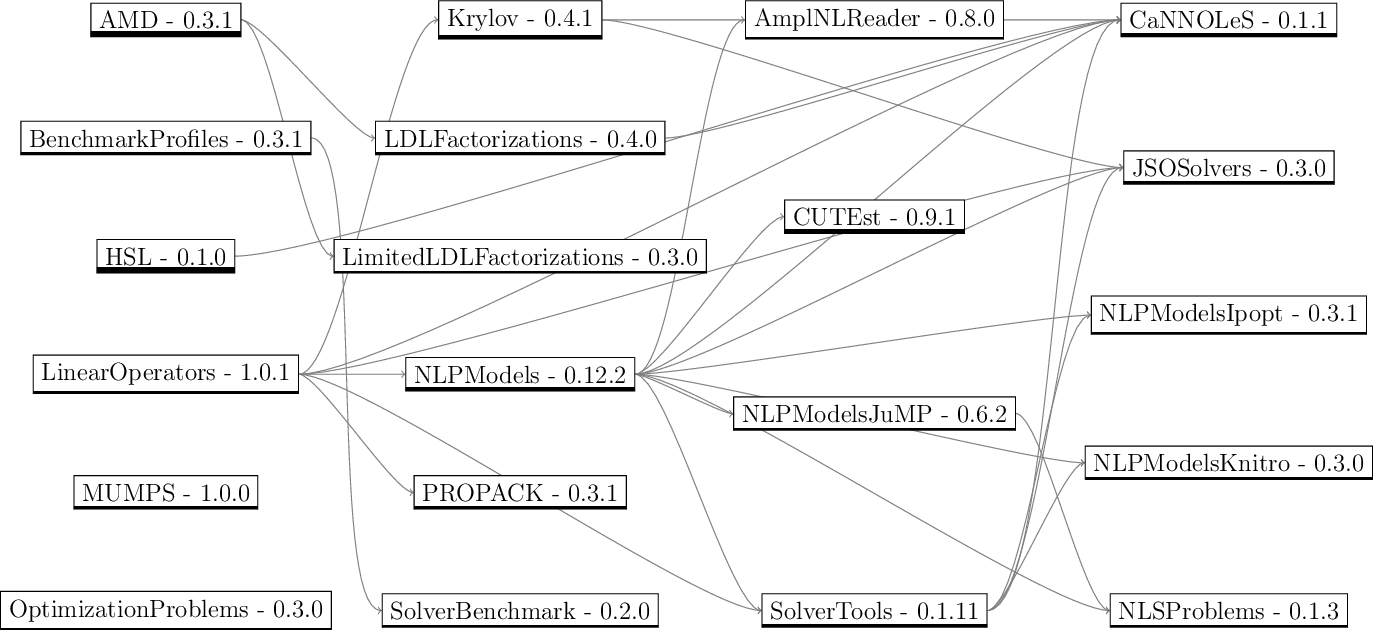 AMD - 0.3.1
Krylov - 0.4.1
AmplNLReader - 0.8.0
CaNNOLeS - 0.1.1
BenchmarkProfiles - 0.3.1
LDLFactorizations - 0.4.0
JSOSolvers - 0.3.0
CUTEst - 0.9.1
HSL - 0.1.0
LimitedLDLFactorizations - 0.3.0
NLPModelsIpopt - 0.3.1
LinearOperators - 1.0.1
NLPModels - 0.12.2
NLPModelsJuMP - 0.6.2
NLPModelsKnitro - 0.3.0
MUMPS - 1.0.0
PROPACK - 0.3.1
OptimizationProblems - 0.3.0
SolverBenchmark - 0.2.0
SolverTools - 0.1.11
NLSProblems - 0.1.3